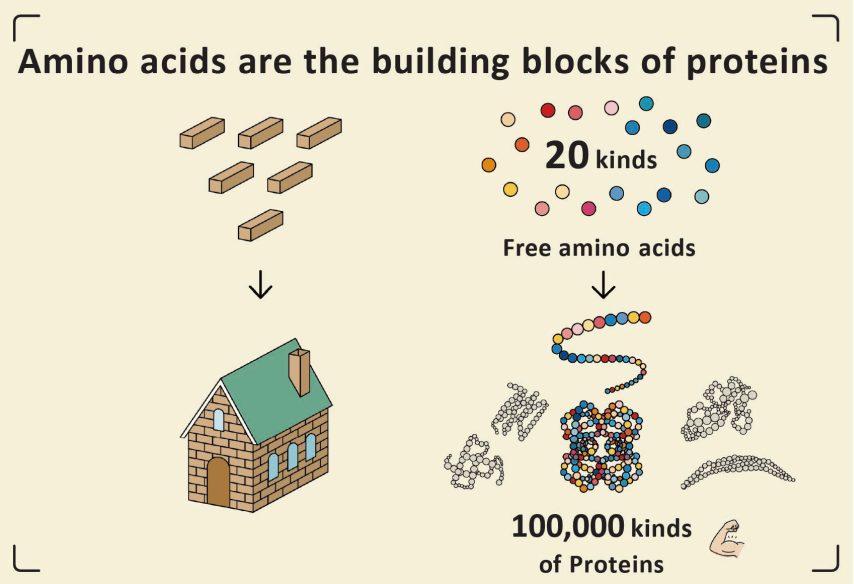 Amino acids are the building blocks of proteins
20 kinds
Free amino acids
100,000 kinds
of Proteins